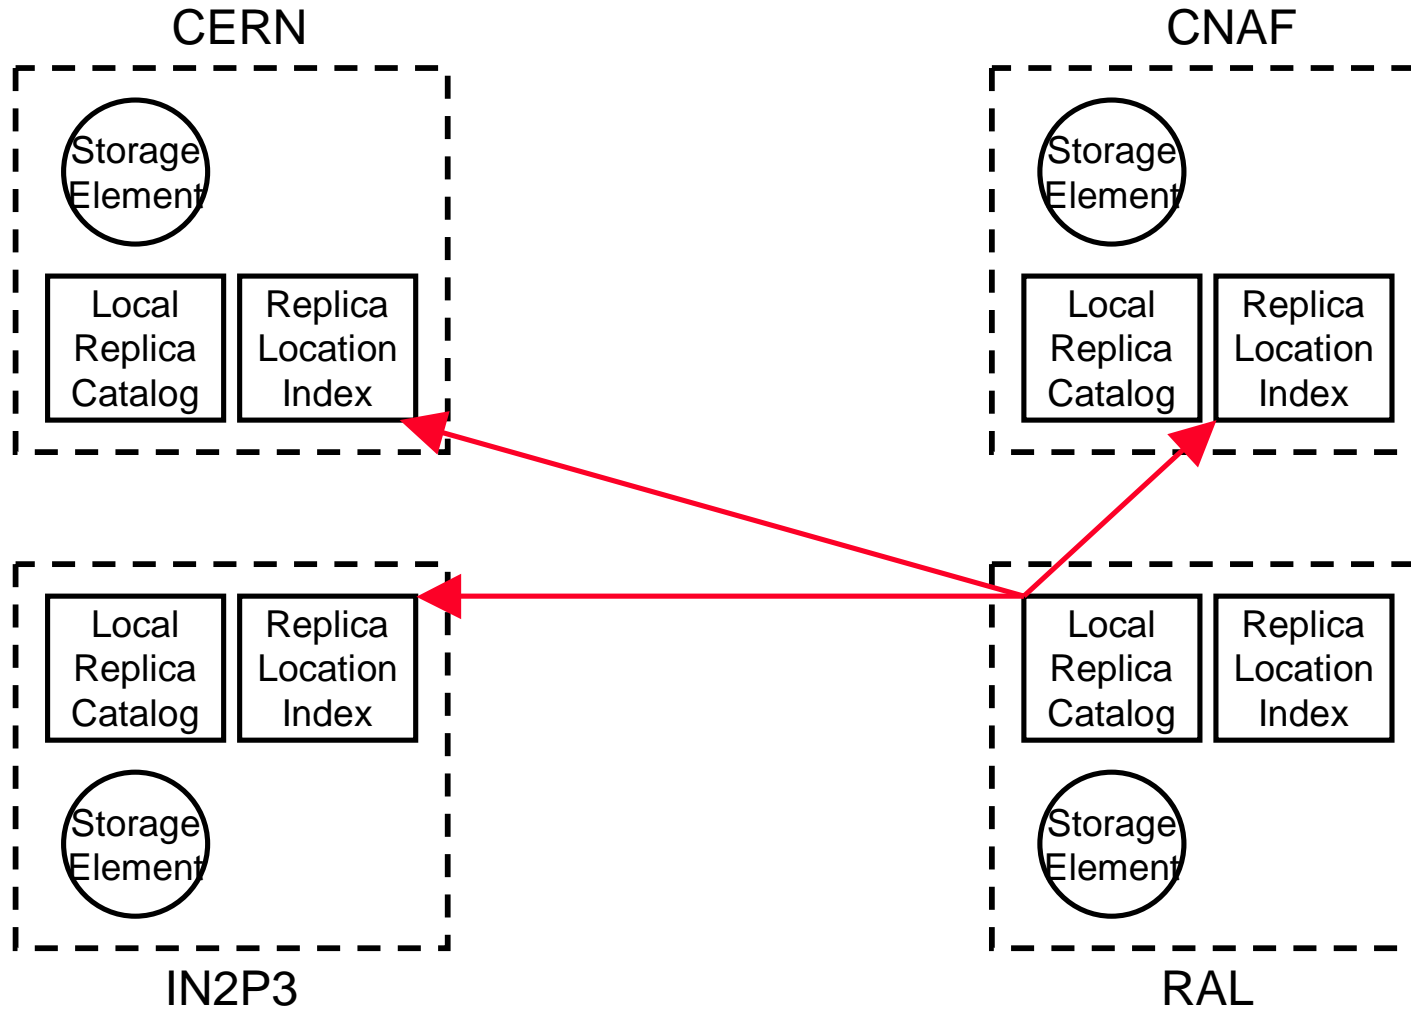 CERN
Storage
Element
Local
Replica
Catalog
Replica
Location
Index
CNAF
Storage
Element
Local
Replica
Catalog
Replica
Location
Index
Local
Replica
Catalog
Replica
Location
Index
Storage
Element
IN2P3
Local
Replica
Catalog
Replica
Location
Index
Storage
Element
RAL